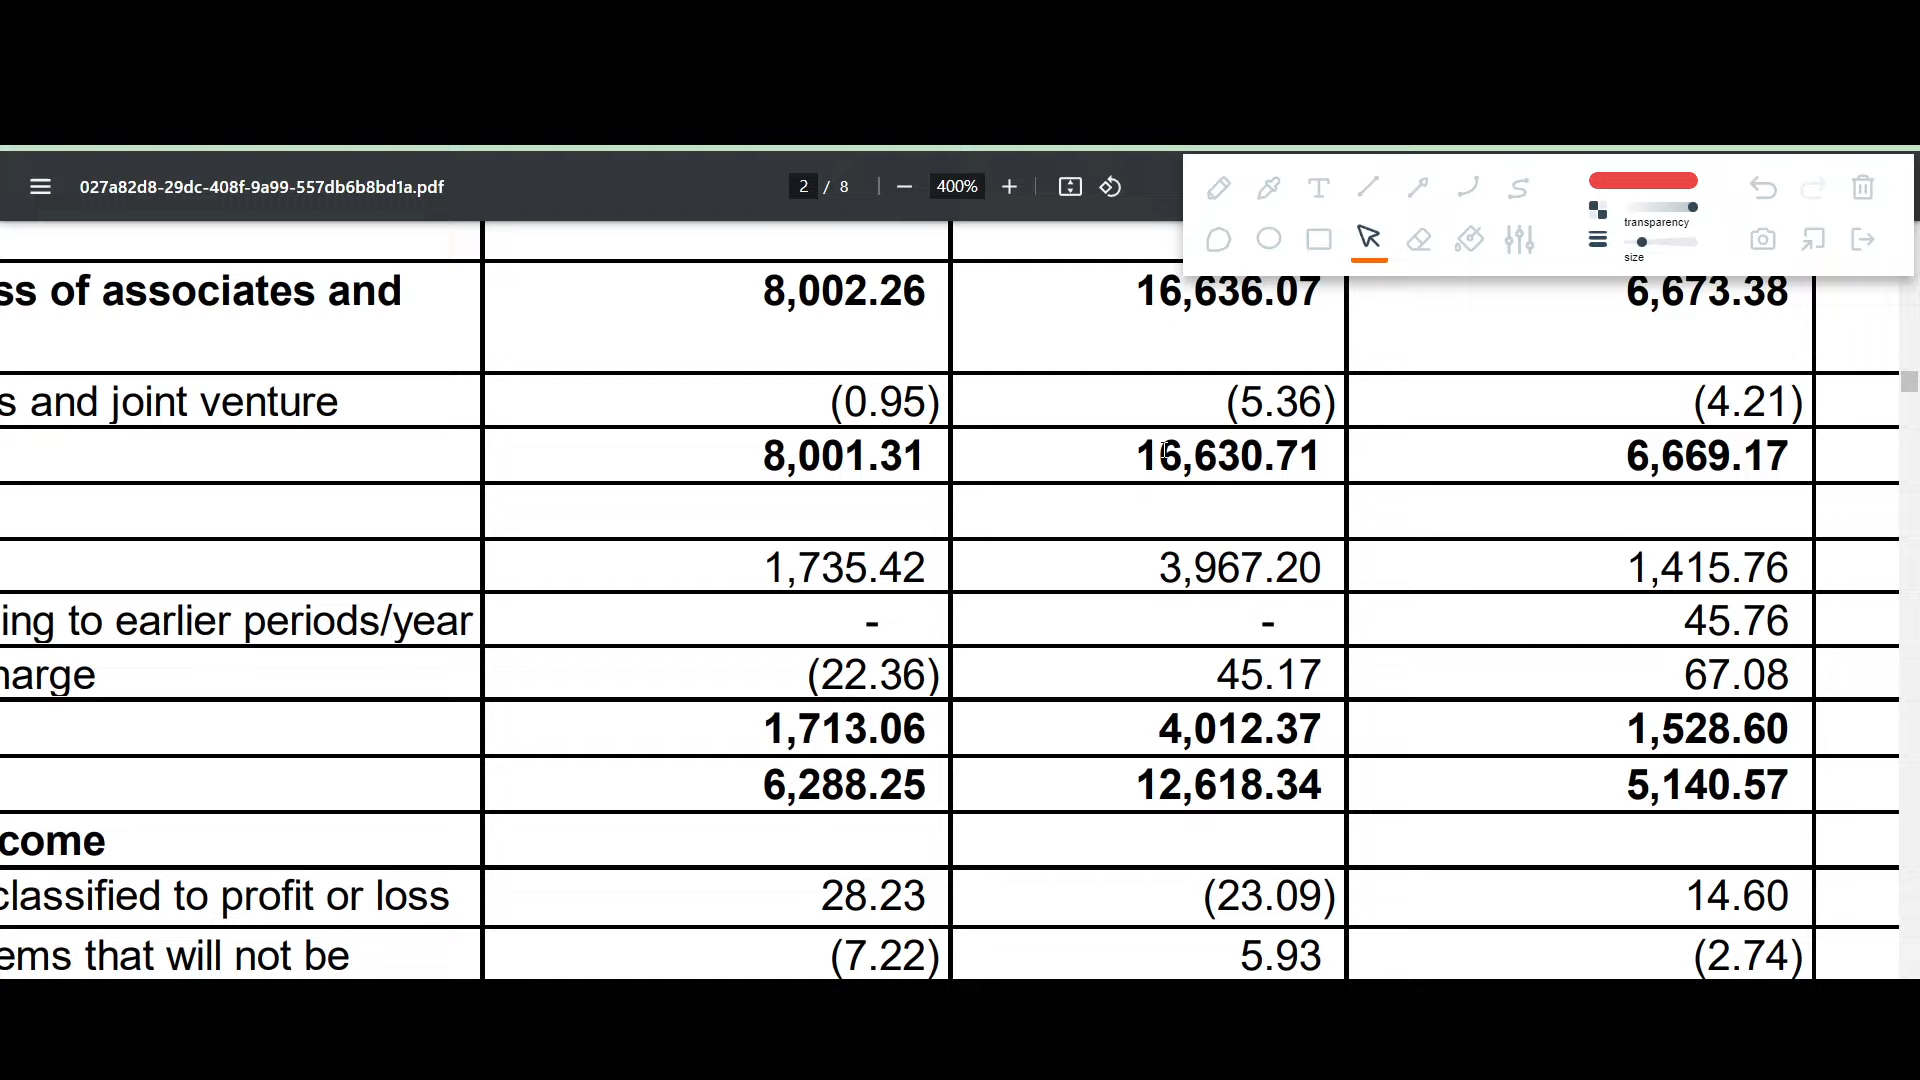 027a82d8-29dc-408f-9a99-557db6b8bd1a.pdf 2 / 8 400%
transparency
size
ss of associates and 8,002.26 16,636.07 6,673.38
s and joint venture (0.95) (5.36) (4.21)
8,001.31 16,630.71 6,669.17
1,735.42 3,967.20 1,415.76
ing to earlier periods/year - - 45.76
harge (22.36) 45.17 67.08
1,713.06 4,012.37 1,528.60
6,288.25 12,618.34 5,140.57
come
classified to profit or loss 28.23 (23.09) 14.60
ems that will not be (7.22) 5.93 (2.74)